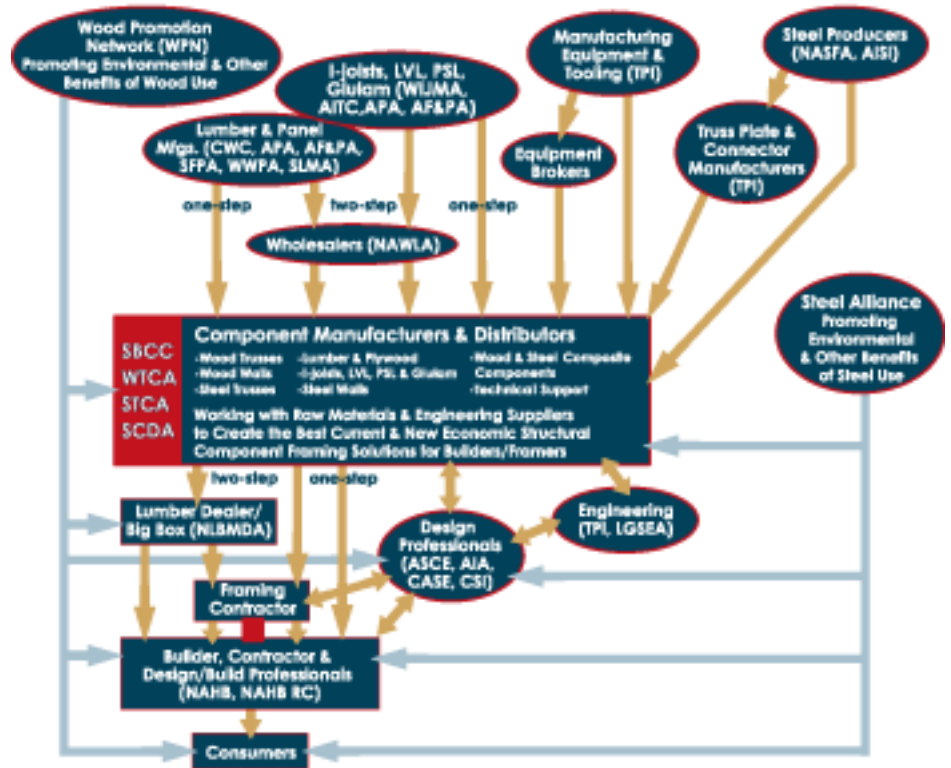 Wood Promotion
Network (WPN)
Promoting Environmental & Other
Benefits of Wood Use
I-joists, LVL, PSL,
Glulam (WIJMA,
AITC, APA, AF&PA)
Manufacturing
Equipment &
Tooling (TPI)
Steel Producers
(NASFA, AISI)
Lumber & Panel
Mfgs. (CWC, APA, AF&PA,
SFPA, WWPA, SLMA)
Equipment
Brokers
Truss Plate &
Connector
Manufacturers
(TPI)
one-step
two-step
one-step
Wholesalers (NAWLA)
Steel Alliance
Promoting
Environmental
& Other Benefits
of Steel Use
SBCC
WTCA
STCA
SCDA
Component Manufacturers & Distributors
-Wood Trusses
-Wood Walls
-Steel Trusses
-Lumber & Plywood
-I-joists, LVL, PSL & Glulam
-Steel Walls
-Wood & Steel Composite
Components
-Technical Support
Working with Raw Materials & Engineering Suppliers
to Create the Best Current & New Economic Structural
Component Framing Solutions for Builders/Framers
two-step
one-step
Lumber Dealer/
Big Box (NLBMDA)
Design
Professionals
(ASCE, AIA,
CASE, CSI)
Engineering
(TPI, LGSEA)
Framing
Contractor
Builder, Contractor &
Design/Build Professionals
(NAHB, NAHB RC)
Consumers